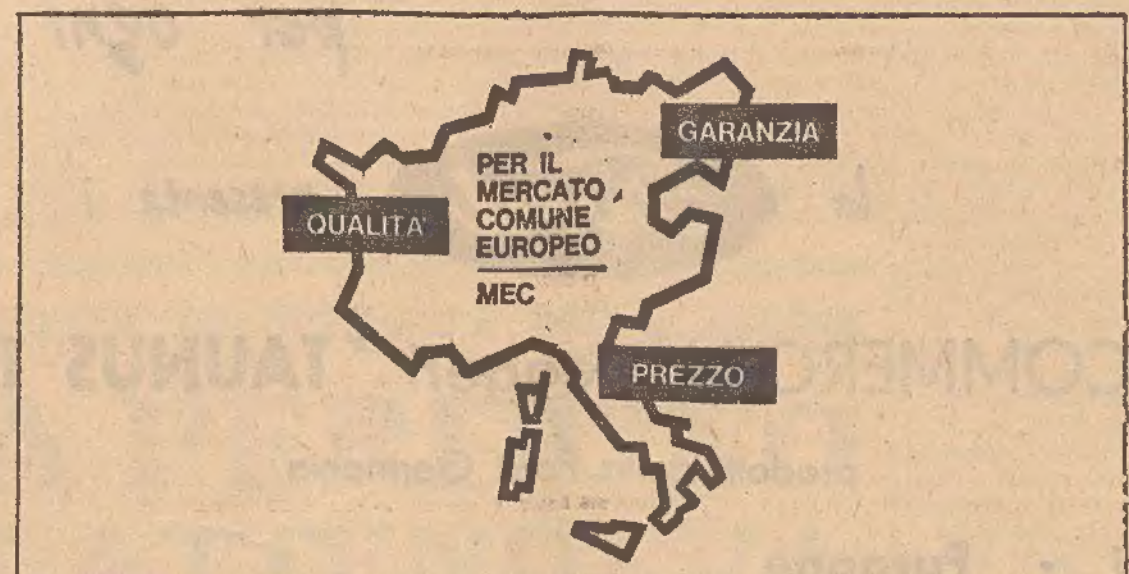 GARANZIA
PER IL
MERCATO
COMUNE
EUROPEO
MEC
QUALITA'
PREZZO